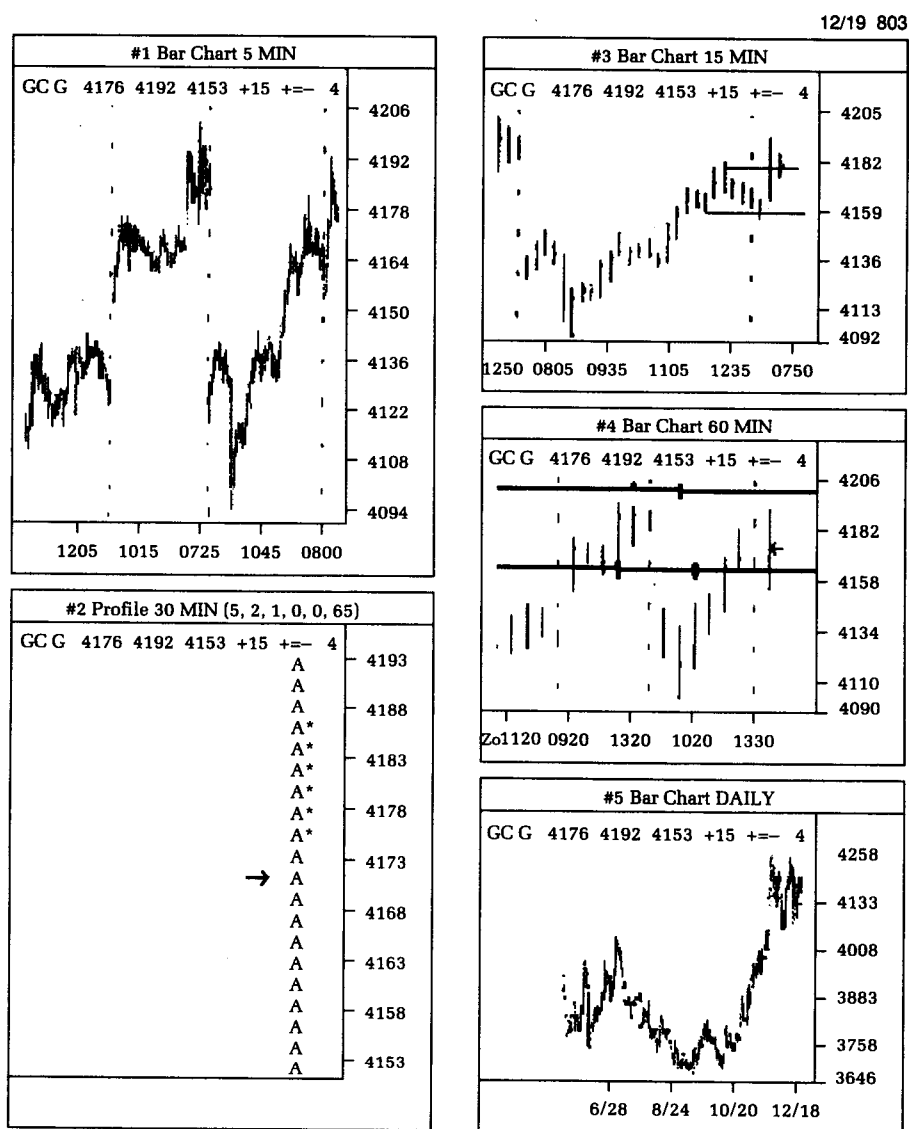 12/19 803
#1 Bar Chart 5 MIN
GC G 4176 4192 4153 +15 +=− 4
4206
4192
4178
4164
4150
4136
4122
4108
4094
1205 1015 0725 1045 0800
#2 Profile 30 MIN (5, 2, 1, 0, 0, 65)
GC G 4176 4192 4153 +15 +=− 4
A 4193
A
A 4188
A*
A*
A* 4183
A*
A* 4178
A*
A 4173
→ A
A
A 4168
A
A 4163
A
A 4158
A
A
A 4153
#3 Bar Chart 15 MIN
GC G 4176 4192 4153 +15 +=− 4
4205
4182
4159
4136
4113
4092
1250 0805 0935 1105 1235 0750
#4 Bar Chart 60 MIN
GC G 4176 4192 4153 +15 +=− 4
4206
4182
4158
4134
4110
4090
Zo1120 0920 1320 1020 1330
#5 Bar Chart DAILY
GC G 4176 4192 4153 +15 +=− 4
4258
4133
4008
3883
3758
3646
6/28 8/24 10/20 12/18